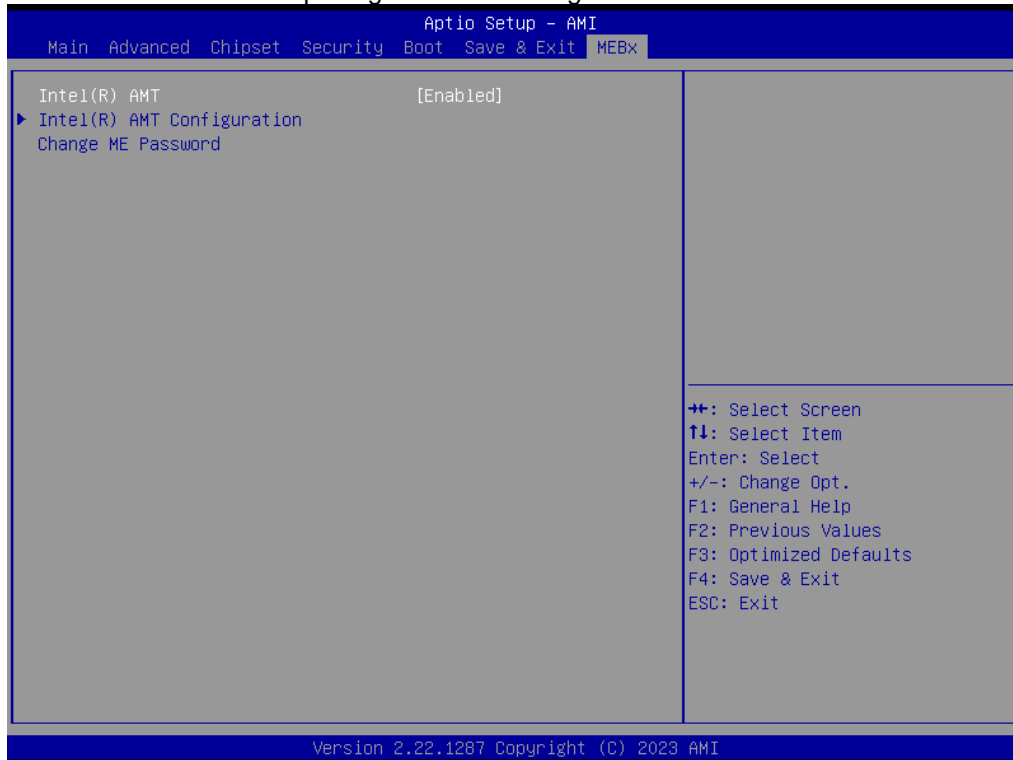 Aptio Setup - AMI
Main Advanced Chipset Security Boot Save & Exit MEBx
Intel(R) AMT [Enabled]
Intel(R) AMT Configuration
Change ME Password
→←: Select Screen
↑↓: Select Item
Enter: Select
+/-: Change Opt.
F1: General Help
F2: Previous Values
F3: Optimized Defaults
F4: Save & Exit
ESC: Exit
Version 2.22.1287 Copyright (C) 2023 AMI